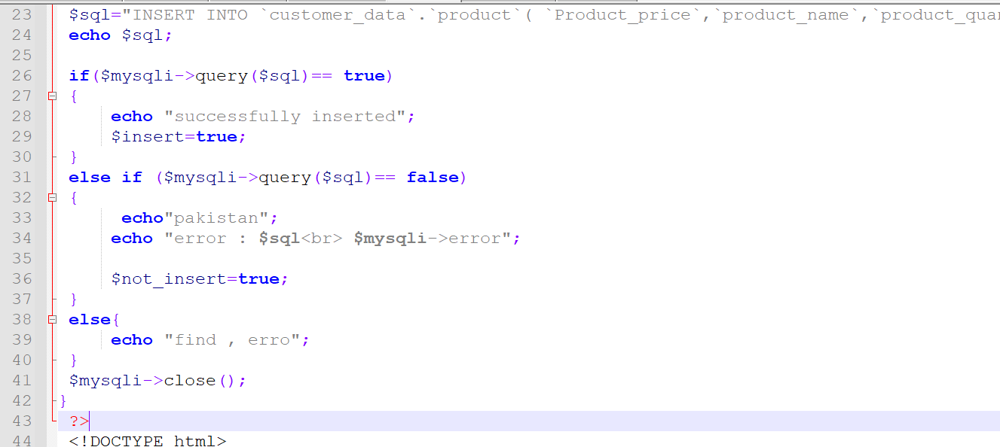 23 $sql="INSERT INTO `customer_data`.`product`( `Product_price`,`product_name`,`product_quan
24 echo $sql;
25
26 if($mysqli->query($sql)== true)
27 {
28 echo "successfully inserted";
29 $insert=true;
30 }
31 else if ($mysqli->query($sql)== false)
32 {
33 echo"pakistan";
34 echo "error : $sql<br> $mysqli->error";
35
36 $not_insert=true;
37 }
38 else{
39 echo "find , erro";
40 }
41 $mysqli->close();
42 }
43 ?>
44 <!DOCTYPE html>